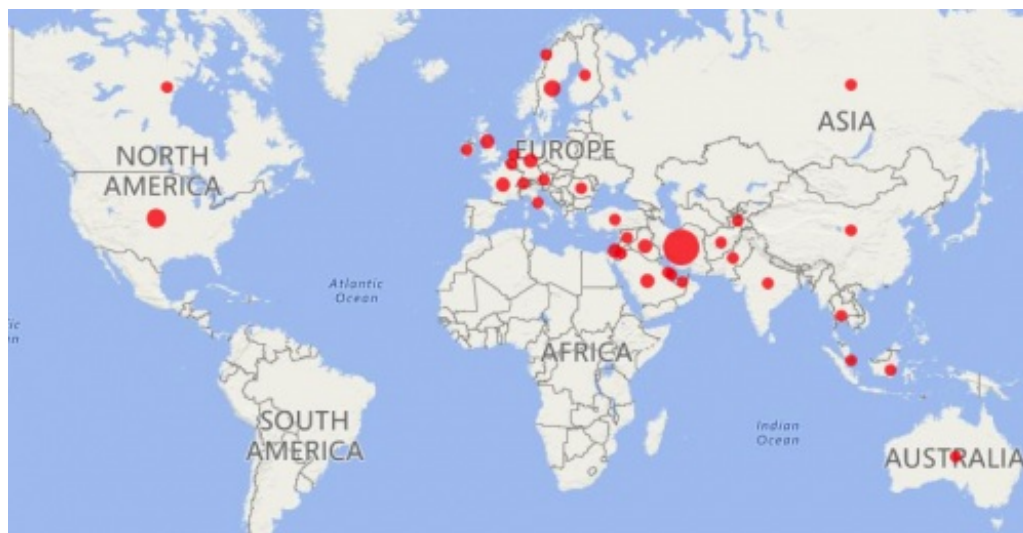 ASIA
NORTH
AMERICA
EUROPE
Atlantic
Ocean
AFRICA
SOUTH
AMERICA
Indian
Ocean
AUSTRALIA